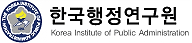 한국행정연구원
Korea Institute of Public Administration